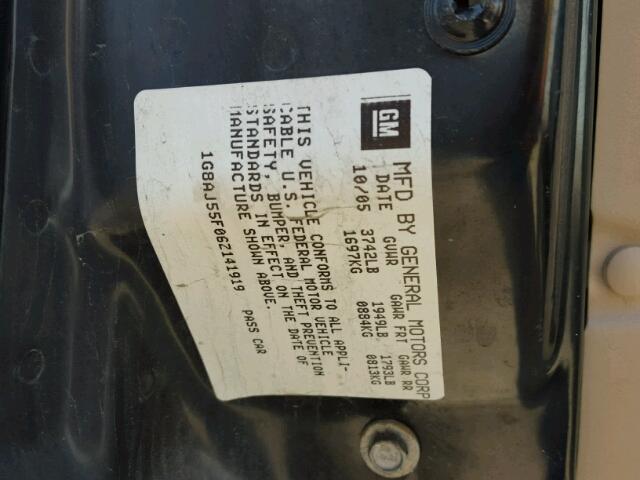 GM
MFD BY GENERAL MOTORS CORP
DATE GVWR GAWR FRT GAWR RR
10/05 3742LB 1949LB 1793LB
1697KG 0884KG 0813KG
THIS VEHICLE CONFORMS TO ALL APPLI-
CABLE U.S. FEDERAL MOTOR VEHICLE
SAFETY, BUMPER, AND THEFT PREVENTION
STANDARDS IN EFFECT ON THE DATE OF
MANUFACTURE SHOWN ABOVE.
1G8AJ55F06Z141919 PASS CAR